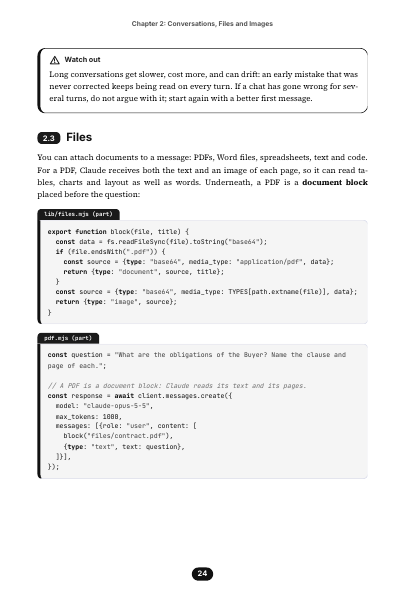 Chapter 2: Conversations, Files and Images
Watch out
Long conversations get slower, cost more, and can drift: an early mistake that was
never corrected keeps being read on every turn. If a chat has gone wrong for sev-
eral turns, do not argue with it; start again with a better first message.
2.3 Files
You can attach documents to a message: PDFs, Word files, spreadsheets, text and code.
For a PDF, Claude receives both the text and an image of each page, so it can read ta-
bles, charts and layout as well as words. Underneath, a PDF is a document block
placed before the question:
lib/files.mjs (part)
export function block(file, title) {
  const data = fs.readFileSync(file).toString("base64");
  if (file.endsWith(".pdf")) {
    const source = {type: "base64", media_type: "application/pdf", data};
    return {type: "document", source, title};
  }
  const source = {type: "base64", media_type: TYPES[path.extname(file)], data};
  return {type: "image", source};
}
pdf.mjs (part)
const question = "What are the obligations of the Buyer? Name the clause and
page of each.";
// A PDF is a document block: Claude reads its text and its pages.
const response = await client.messages.create({
  model: "claude-opus-5-5",
  max_tokens: 1000,
  messages: [{role: "user", content: [
    block("files/contract.pdf"),
    {type: "text", text: question},
  ]}],
});
24